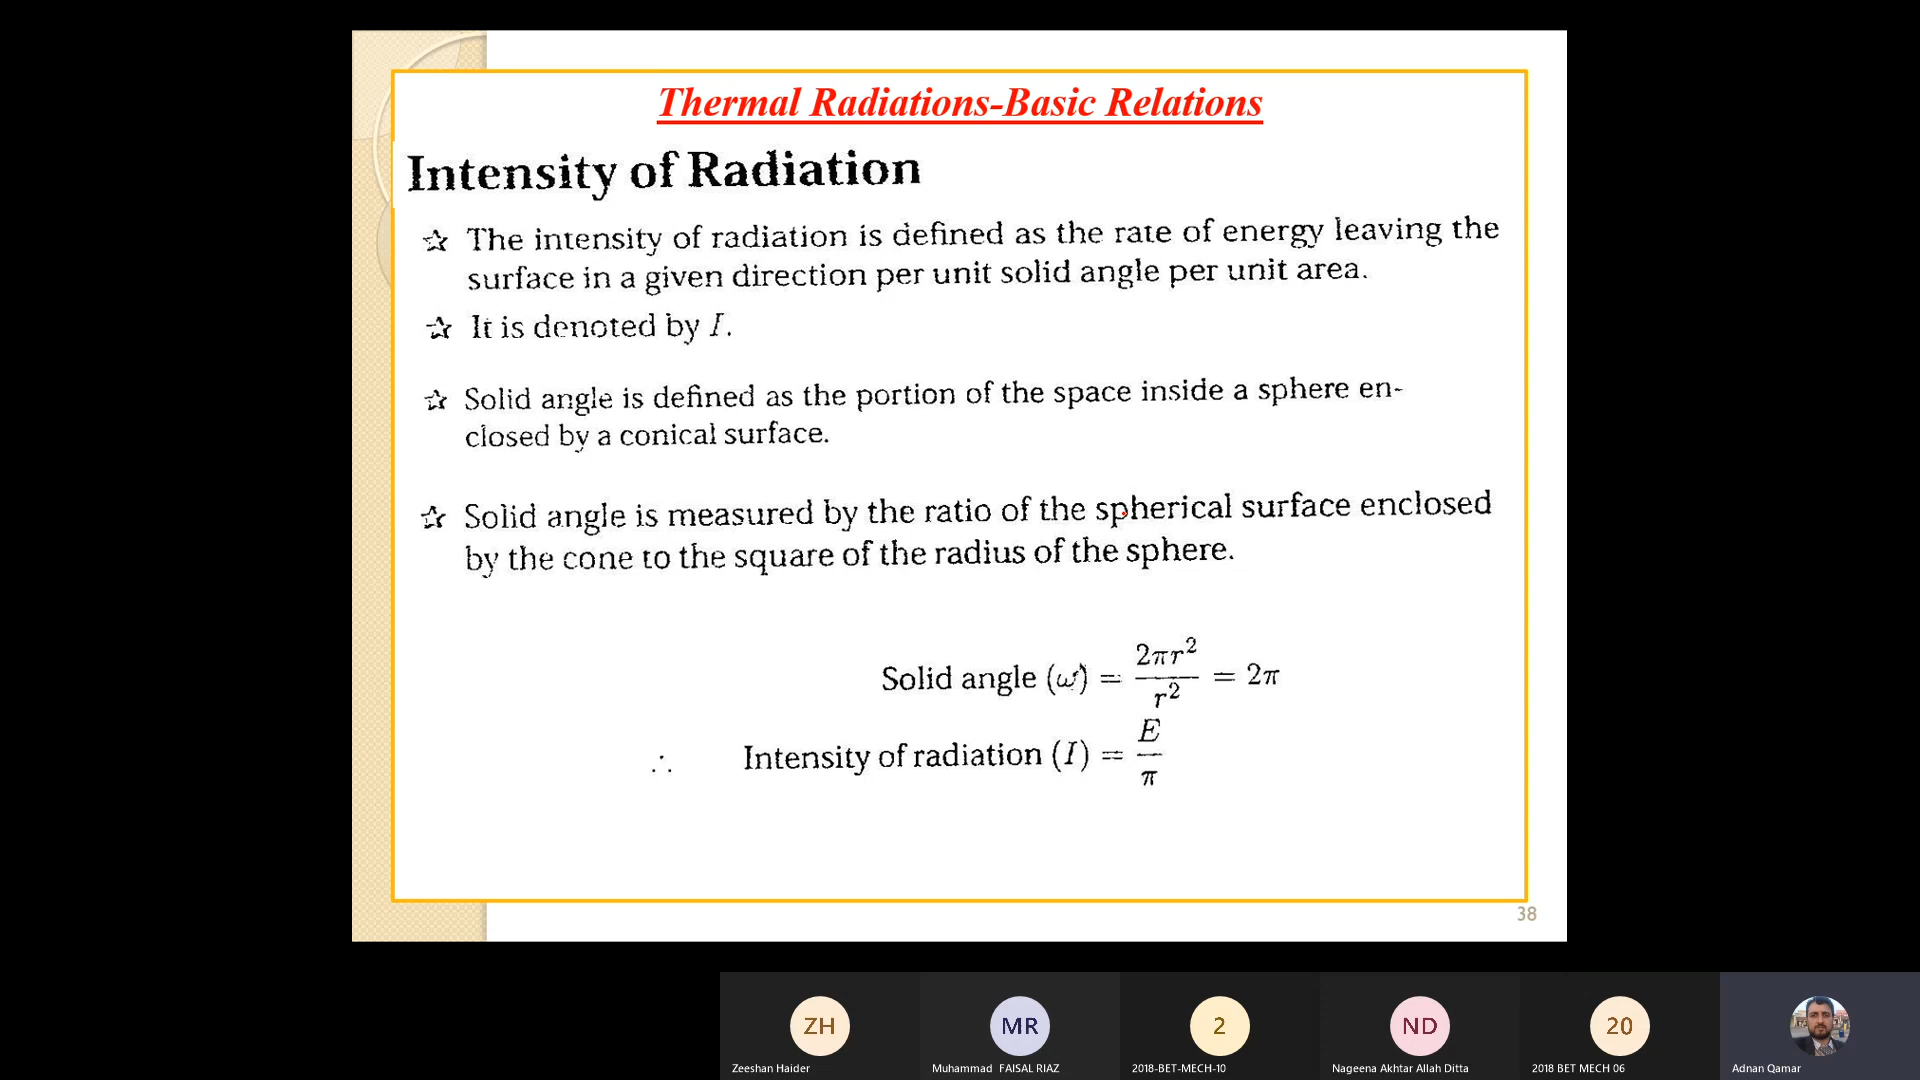 Thermal Radiations-Basic Relations
Intensity of Radiation
☆ The intensity of radiation is defined as the rate of energy leaving the
surface in a given direction per unit solid angle per unit area.
☆ It is denoted by I.
☆ Solid angle is defined as the portion of the space inside a sphere en-
closed by a conical surface.
☆ Solid angle is measured by the ratio of the spherical surface enclosed
by the cone to the square of the radius of the sphere.
Solid angle (ω) = 2πr² / r² = 2π
∴ Intensity of radiation (I) = E / π
38
ZH
MR
2
ND
20
Zeeshan Haider
Muhammad FAISAL RIAZ
2018-BET-MECH-10
Nageena Akhtar Allah Ditta
2018 BET MECH 06
Adnan Qamar